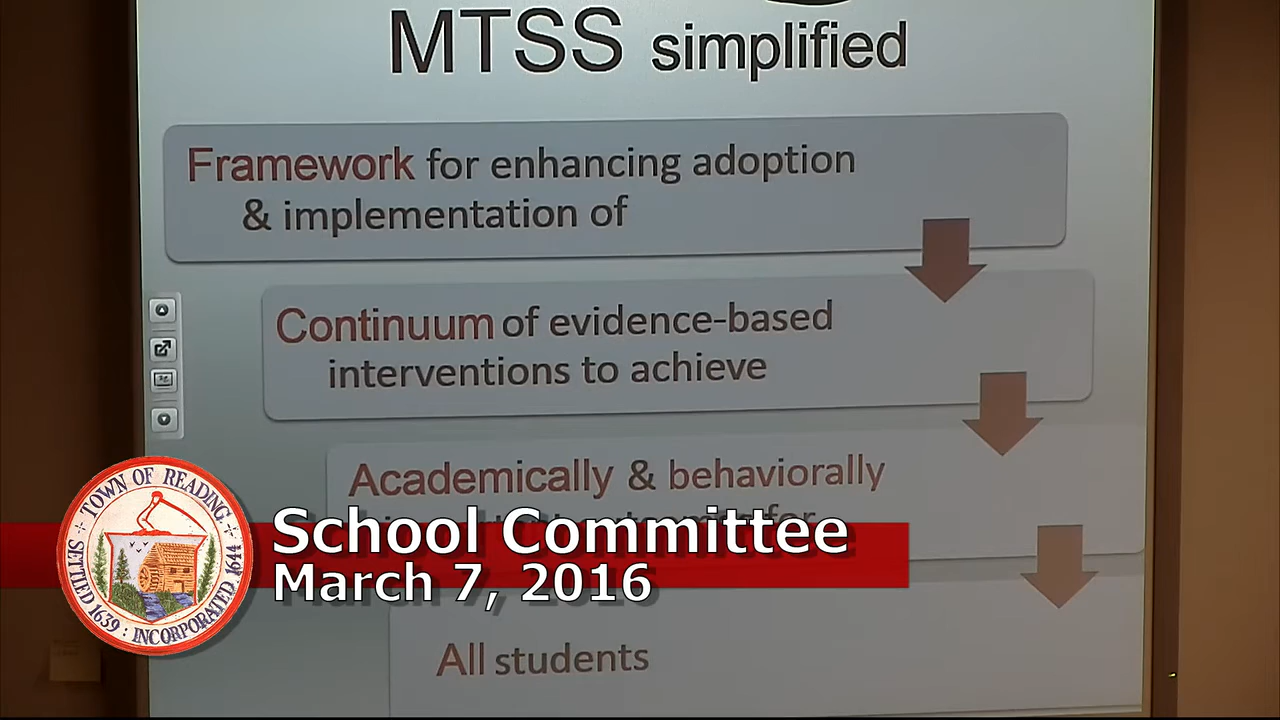 MTSS simplified
Framework for enhancing adoption
& implementation of
Continuum of evidence-based
interventions to achieve
Academically & behaviorally
for
School Committee
March 7, 2016
All students
TOWN OF READING
SETTLED 1639 : INCORPORATED 1644